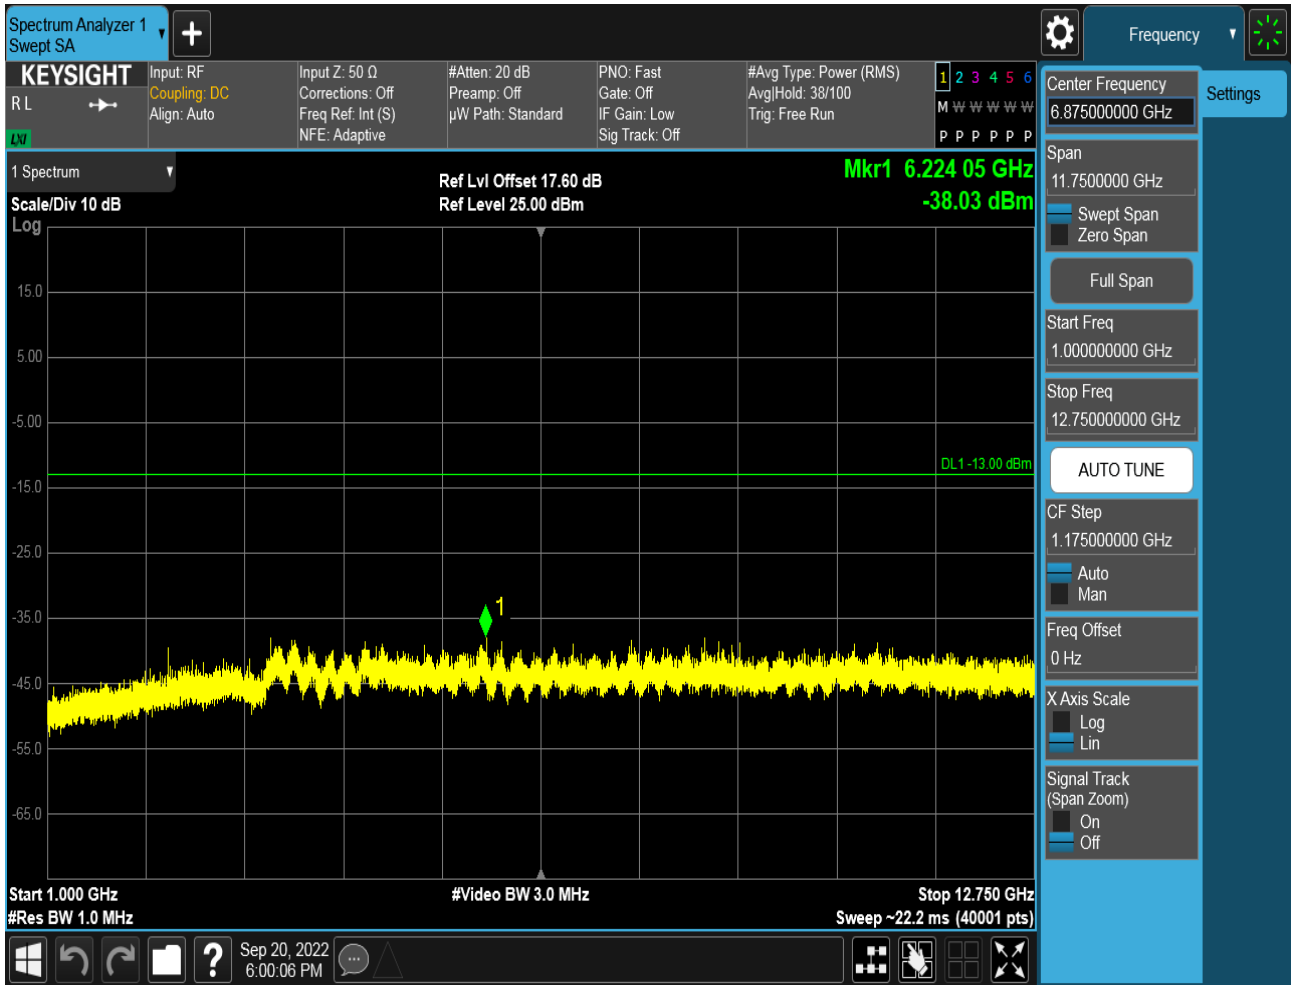 Spectrum Analyzer 1
Swept SA
Frequency
KEYSIGHT
R L
LXI
Input: RF
Coupling: DC
Align: Auto
Input Z: 50 Ω
Corrections: Off
Freq Ref: Int (S)
NFE: Adaptive
#Atten: 20 dB
Preamp: Off
µW Path: Standard
PNO: Fast
Gate: Off
IF Gain: Low
Sig Track: Off
#Avg Type: Power (RMS)
Avg|Hold: 38/100
Trig: Free Run
1 2 3 4 5 6
M W W W W W
P P P P P P
1 Spectrum
Scale/Div 10 dB
Log
Ref Lvl Offset 17.60 dB
Ref Level 25.00 dBm
Mkr1 6.224 05 GHz
-38.03 dBm
15.0
5.00
-5.00
-15.0
-25.0
-35.0
-45.0
-55.0
-65.0
DL1 -13.00 dBm
1
Start 1.000 GHz
#Res BW 1.0 MHz
#Video BW 3.0 MHz
Stop 12.750 GHz
Sweep ~22.2 ms (40001 pts)
Sep 20, 2022
6:00:06 PM
Center Frequency
6.875000000 GHz
Settings
Span
11.7500000 GHz
Swept Span
Zero Span
Full Span
Start Freq
1.000000000 GHz
Stop Freq
12.750000000 GHz
AUTO TUNE
CF Step
1.175000000 GHz
Auto
Man
Freq Offset
0 Hz
X Axis Scale
Log
Lin
Signal Track
(Span Zoom)
On
Off